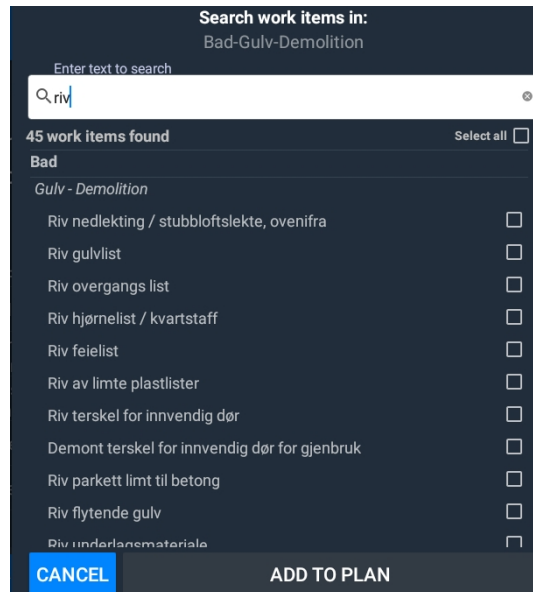 Search work items in:
Bad-Gulv-Demolition
Enter text to search
riv
45 work items found Select all
Bad
Gulv - Demolition
Riv nedlekting / stubbloftslekte, ovenifra
Riv gulvlist
Riv overgangs list
Riv hjørnelist / kvartstaff
Riv feielist
Riv av limte plastlister
Riv terskel for innvendig dør
Demont terskel for innvendig dør for gjenbruk
Riv parkett limt til betong
Riv flytende gulv
Riv underlagsmateriale
CANCEL ADD TO PLAN